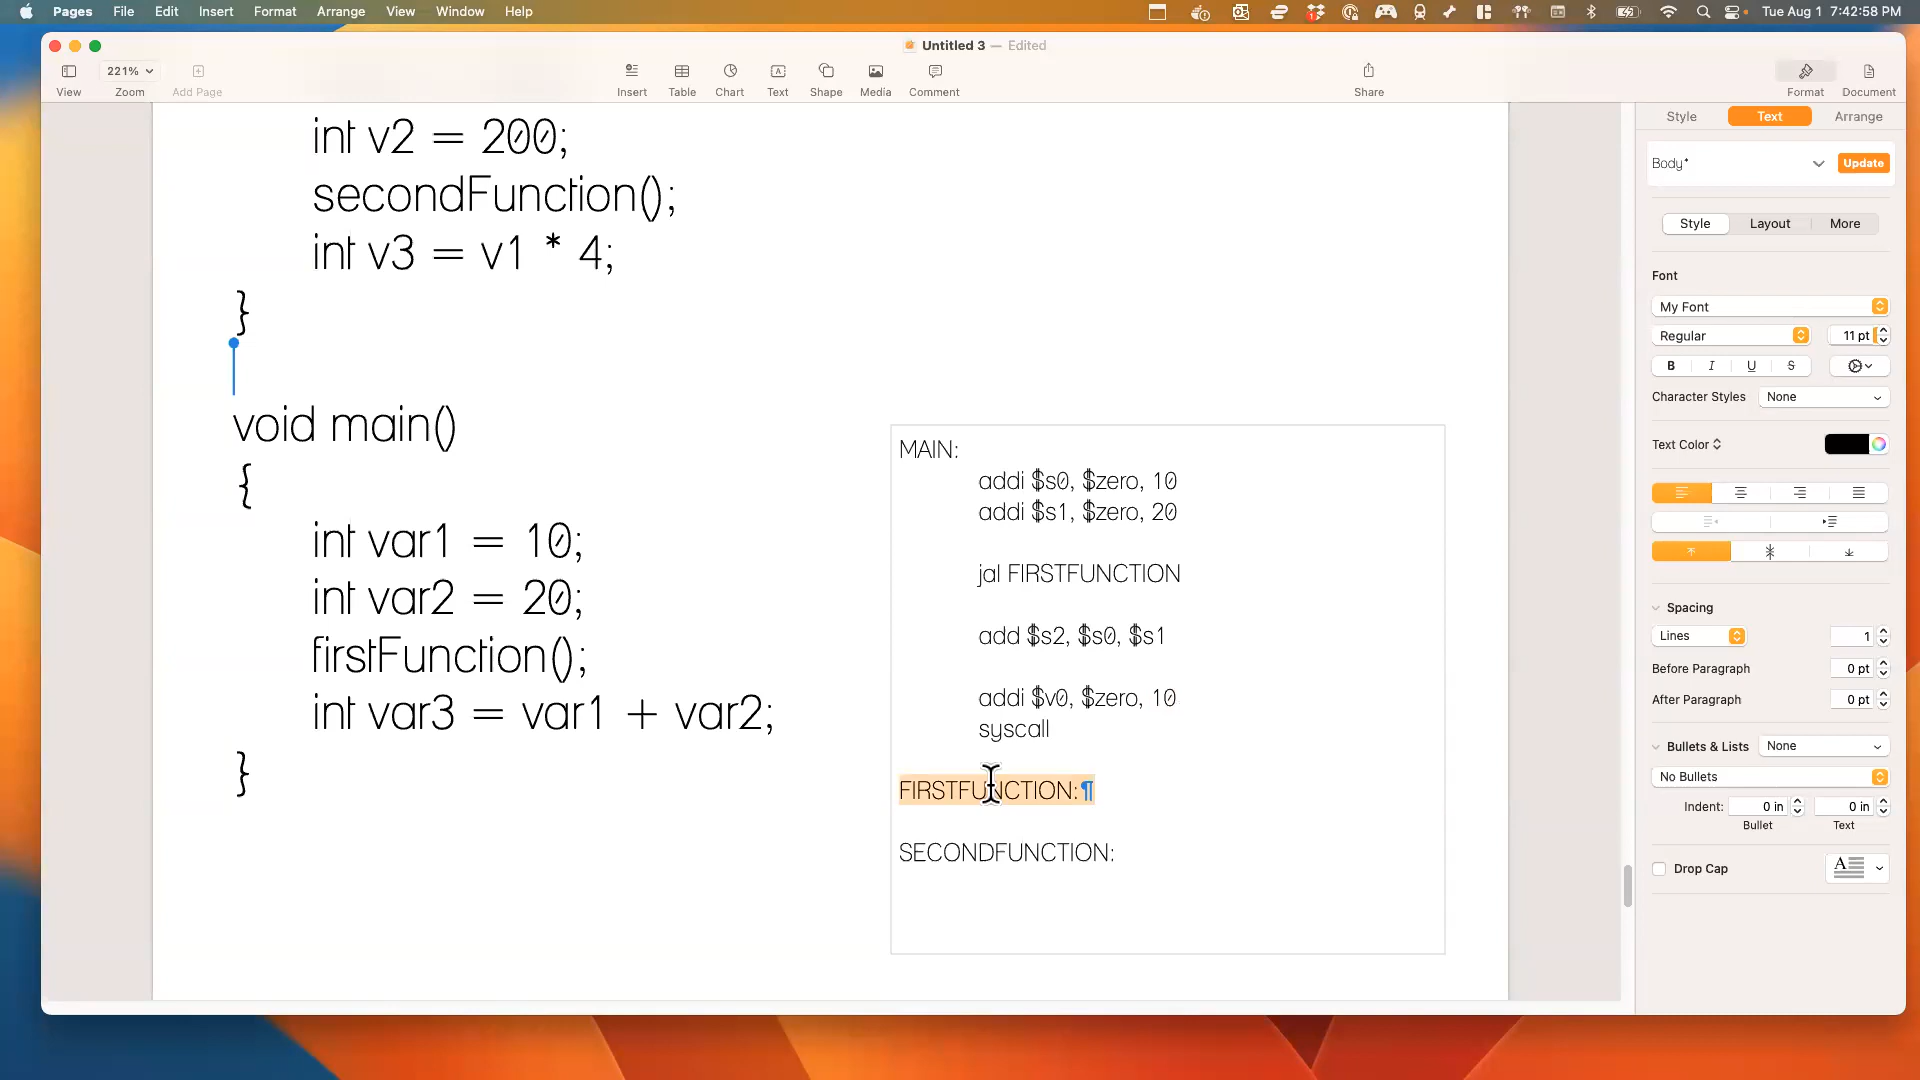 Pages File Edit Insert Format Arrange View Window Help
Tue Aug 1 7:42:58 PM
Untitled 3 — Edited
221%
View Zoom Add Page
Insert Table Chart Text Shape Media Comment
Share
Format Document
int v2 = 200;
secondFunction();
int v3 = v1 * 4;
}
void main()
{
int var1 = 10;
int var2 = 20;
firstFunction();
int var3 = var1 + var2;
}
MAIN:
addi $s0, $zero, 10
addi $s1, $zero, 20
jal FIRSTFUNCTION
add $s2, $s0, $s1
addi $v0, $zero, 10
syscall
FIRSTFUNCTION:¶
SECONDFUNCTION:
Style Text Arrange
Body* Update
Style Layout More
Font
My Font
Regular 11 pt
B I U S
Character Styles None
Text Color
Spacing
Lines 1
Before Paragraph 0 pt
After Paragraph 0 pt
Bullets & Lists None
No Bullets
Indent: 0 in 0 in
Bullet Text
Drop Cap A